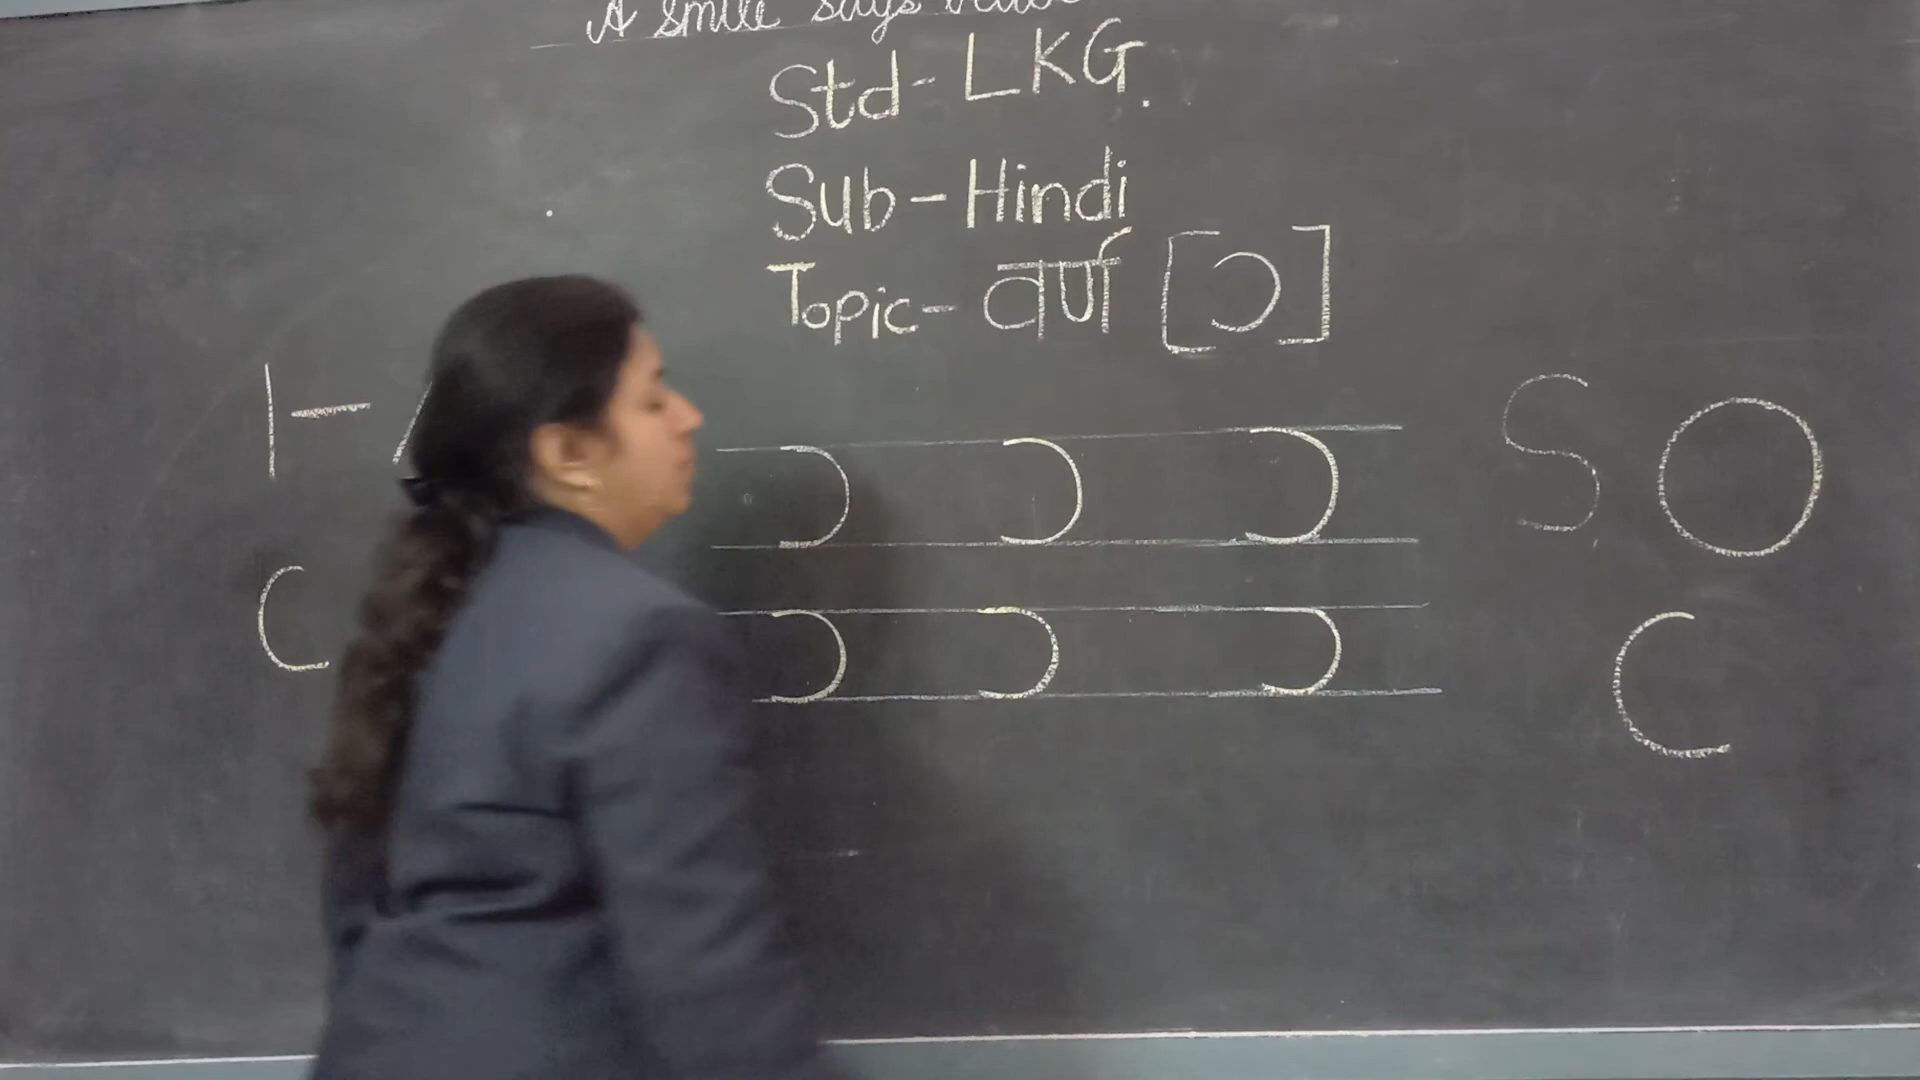 A smile says
Std- LKG.
Sub- Hindi
Topic- वर्ण [Ɔ]